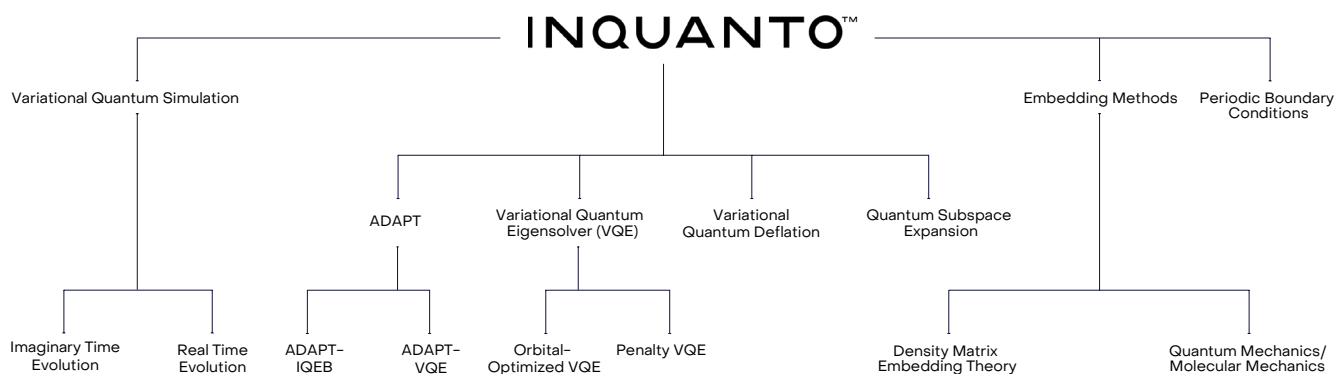 INQUANTO™
Variational Quantum Simulation
Embedding Methods
Periodic Boundary
Conditions
ADAPT
Variational Quantum
Eigensolver (VQE)
Variational
Quantum Deflation
Quantum Subspace
Expansion
Imaginary Time
Evolution
Real Time
Evolution
ADAPT-
IQEB
ADAPT-
VQE
Orbital-
Optimized VQE
Penalty VQE
Density Matrix
Embedding Theory
Quantum Mechanics/
Molecular Mechanics